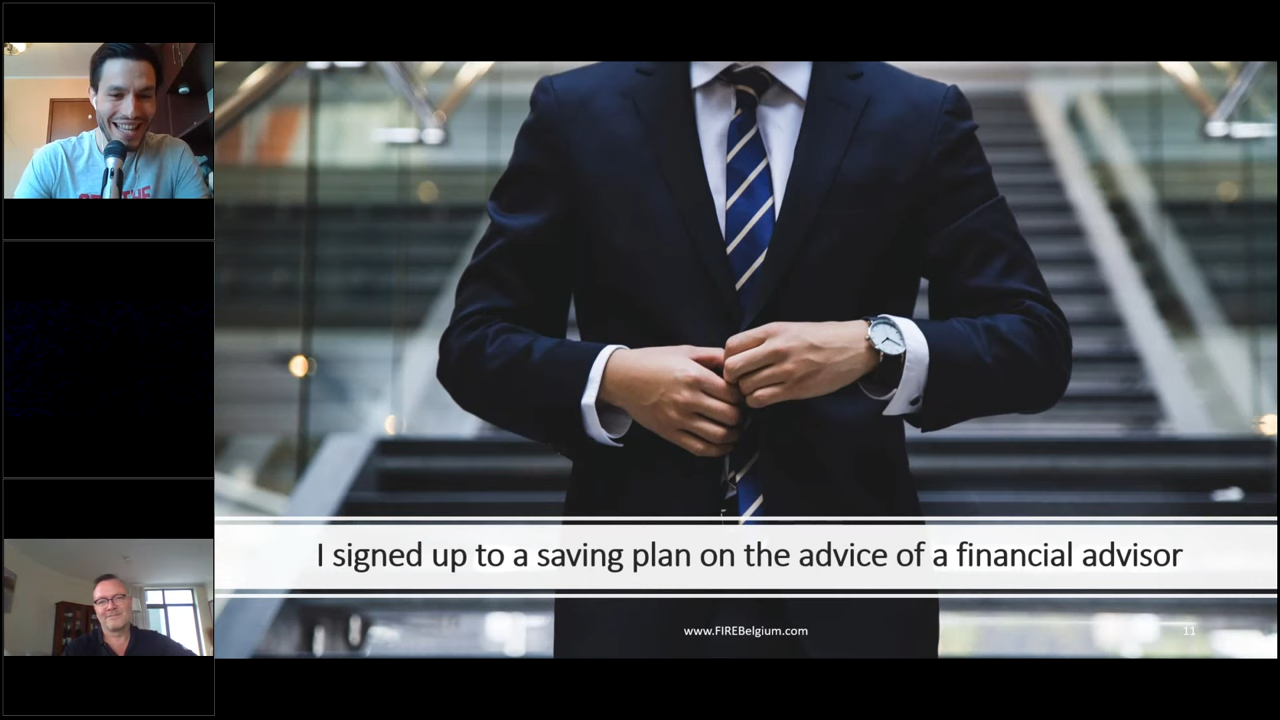 I signed up to a saving plan on the advice of a financial advisor
www.FIREBelgium.com
11